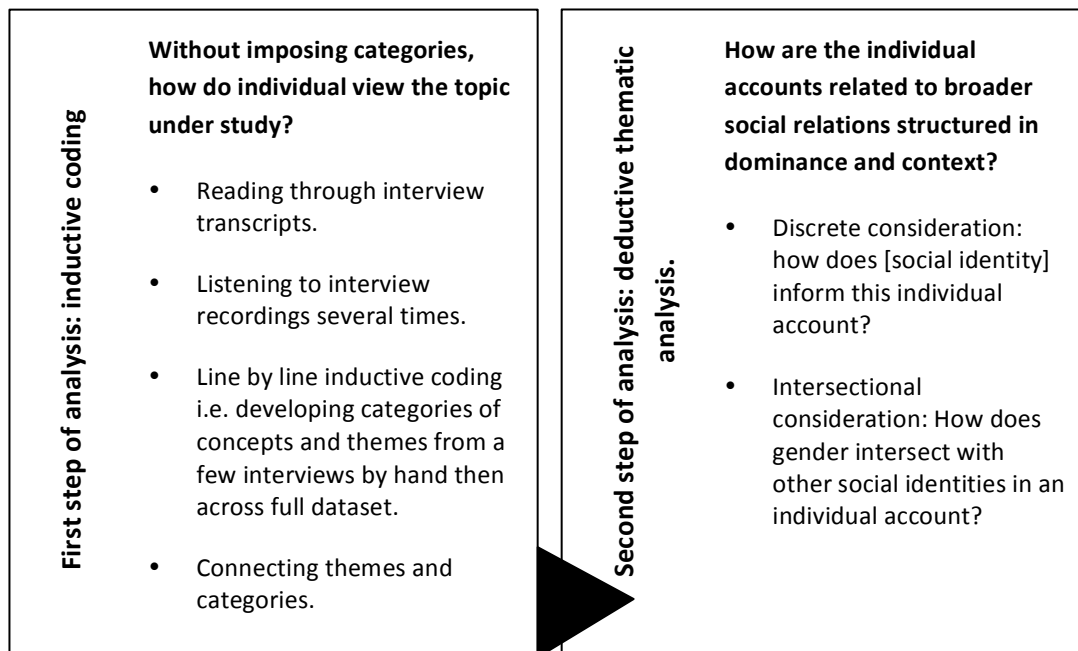 First step of analysis: inductive coding
Without imposing categories,
how do individual view the topic
under study?
• Reading through interview
transcripts.
• Listening to interview
recordings several times.
• Line by line inductive coding
i.e. developing categories of
concepts and themes from a
few interviews by hand then
across full dataset.
• Connecting themes and
categories.
Second step of analysis: deductive thematic
analysis.
How are the individual
accounts related to broader
social relations structured in
dominance and context?
• Discrete consideration:
how does [social identity]
inform this individual
account?
• Intersectional
consideration: How does
gender intersect with
other social identities in an
individual account?